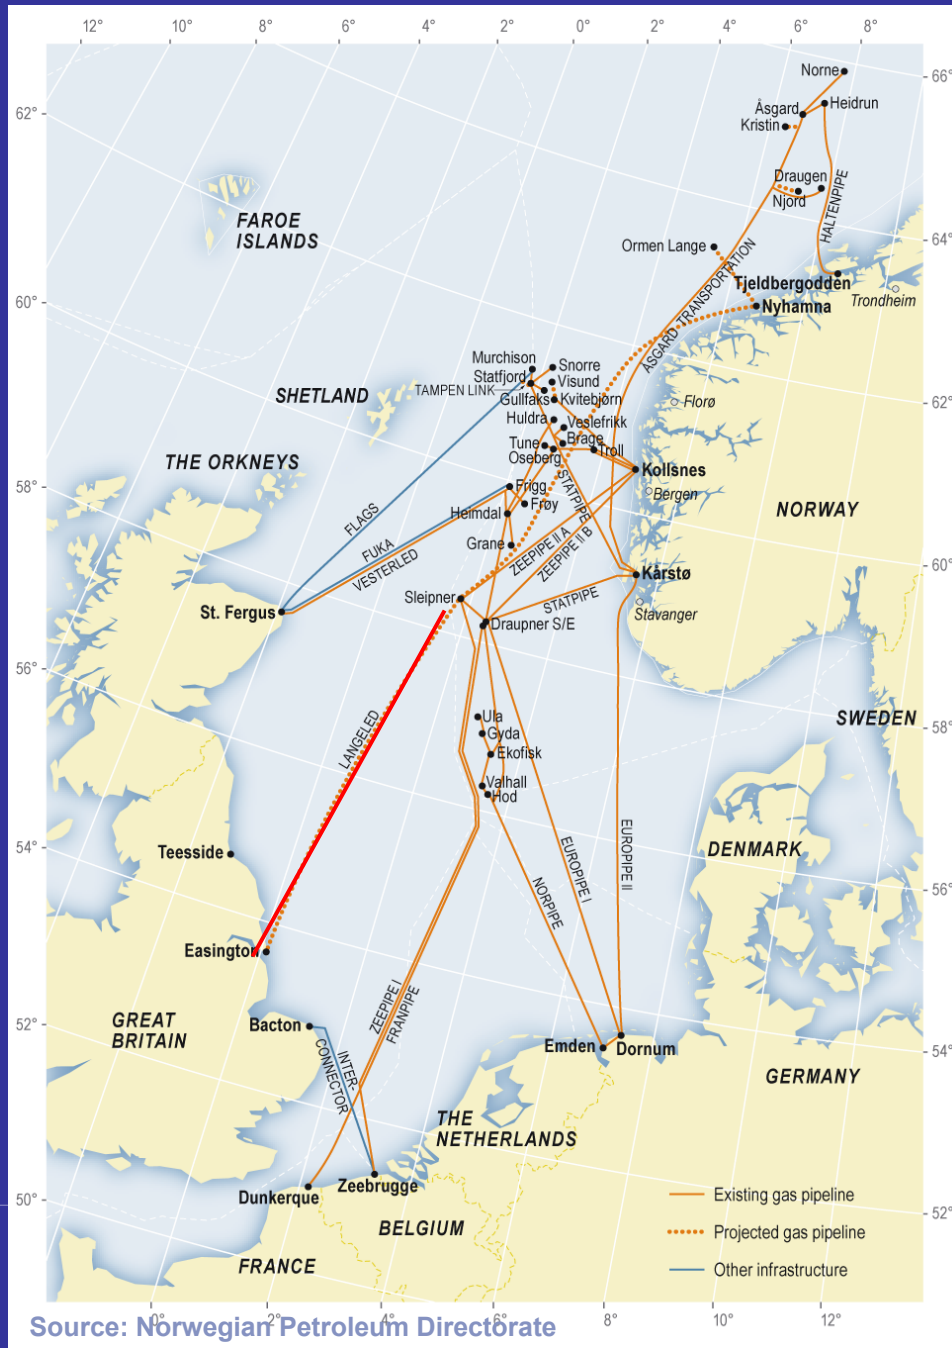 12°
10°
8°
6°
4°
2°
0°
2°
4°
6°
8°
62°
60°
58°
56°
54°
52°
50°
66°
64°
62°
60°
58°
56°
54°
52°
Norne
Åsgard
Heidrun
Kristin
Draugen
Njord
HALTENPIPE
FAROE
ISLANDS
Ormen Lange
ÅSGARD TRANSPORTATION
Tjeldbergodden
Trondheim
Nyhamna
Murchison
Snorre
Statfjord
Visund
TAMPEN LINK
Gullfaks
Kvitebjørn
SHETLAND
Florø
Huldra
Veslefrikk
Tune
Brage
Oseberg
Troll
THE ORKNEYS
Kollsnes
Bergen
NORWAY
STATPIPE
Frigg
Frøy
FLAGS
Heimdal
FUKA
VESTERLED
Grane
ZEEPIPE II A
ZEEPIPE II B
Kårstø
Sleipner
STATPIPE
Stavanger
St. Fergus
Draupner S/E
LANGELED
Ula
Gyda
Ekofisk
SWEDEN
Valhall
Hod
Teesside
DENMARK
EUROPIPE II
EUROPIPE I
NORPIPE
Easington
ZEEPIPE I
FRANPIPE
GREAT
BRITAIN
Bacton
INTER-
CONNECTOR
Emden
Dornum
GERMANY
THE
NETHERLANDS
Zeebrugge
Dunkerque
BELGIUM
FRANCE
Existing gas pipeline
Projected gas pipeline
Other infrastructure
0°
2°
4°
6°
8°
10°
12°
Source: Norwegian Petroleum Directorate